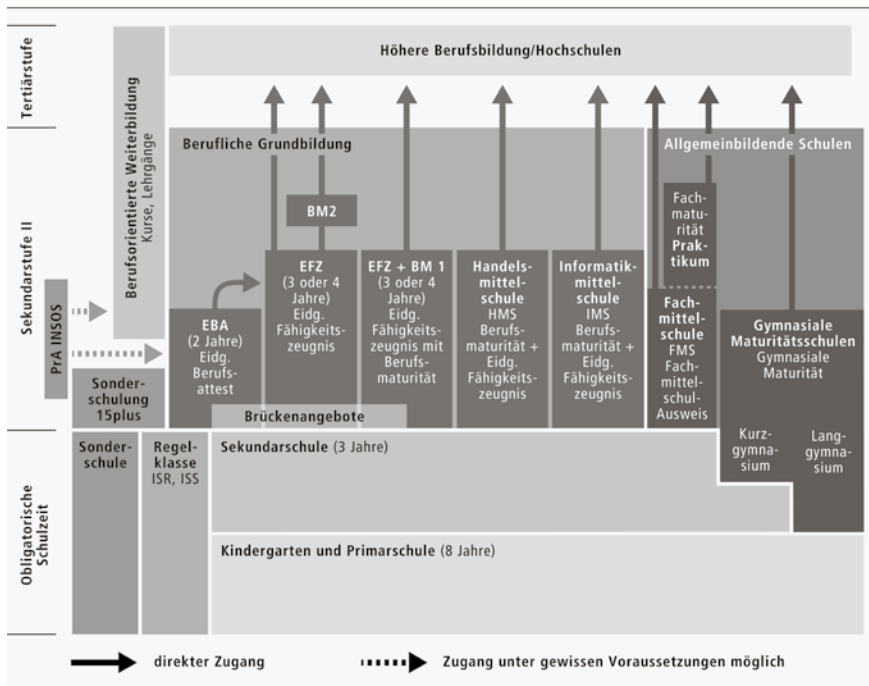 Tertiärstufe
Sekundarstufe II
Obligatorische
Schulzeit
Berufsorientierte Weiterbildung
Kurse, Lehrgänge
Höhere Berufsbildung/Hochschulen
Berufliche Grundbildung
Allgemeinbildende Schulen
BM2
Fach-
matu-
rität
Prak-
tikum
PrA INSOS
EBA
(2 Jahre)
Eidg.
Berufs-
attest
EFZ
(3 oder 4
Jahre)
Eidg.
Fähigkeits-
zeugnis
EFZ + BM 1
(3 oder 4
Jahre)
Eidg.
Fähigkeits-
zeugnis mit
Berufs-
maturität
Handels-
mittel-
schule
HMS
Berufs-
maturität +
Eidg.
Fähigkeits-
zeugnis
Informatik-
mittel-
schule
IMS
Berufs-
maturität +
Eidg.
Fähigkeits-
zeugnis
Fach-
mittel-
schule
FMS
Fach-
mittel-
schul-
Ausweis
Gymnasiale
Maturitätsschulen
Gymnasiale
Maturität
Kurz-
gymna-
sium
Lang-
gymna-
sium
Sonder-
schulung
15plus
Brückenangebote
Sonder-
schule
Regel-
klasse
ISR, ISS
Sekundarschule (3 Jahre)
Kindergarten und Primarschule (8 Jahre)
direkter Zugang
Zugang unter gewissen Voraussetzungen möglich